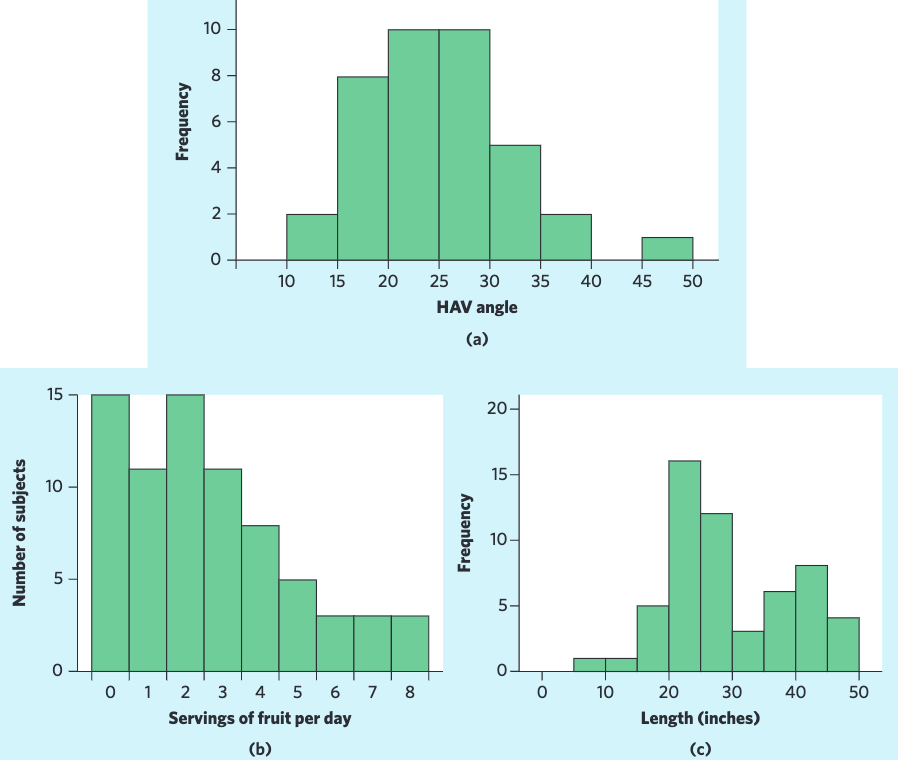 10
8
6
4
2
0
Frequency
10 15 20 25 30 35 40 45 50
HAV angle
(a)
15
10
5
0
Number of subjects
0 1 2 3 4 5 6 7 8
Servings of fruit per day
(b)
20
15
10
5
0
Frequency
0 10 20 30 40 50
Length (inches)
(c)